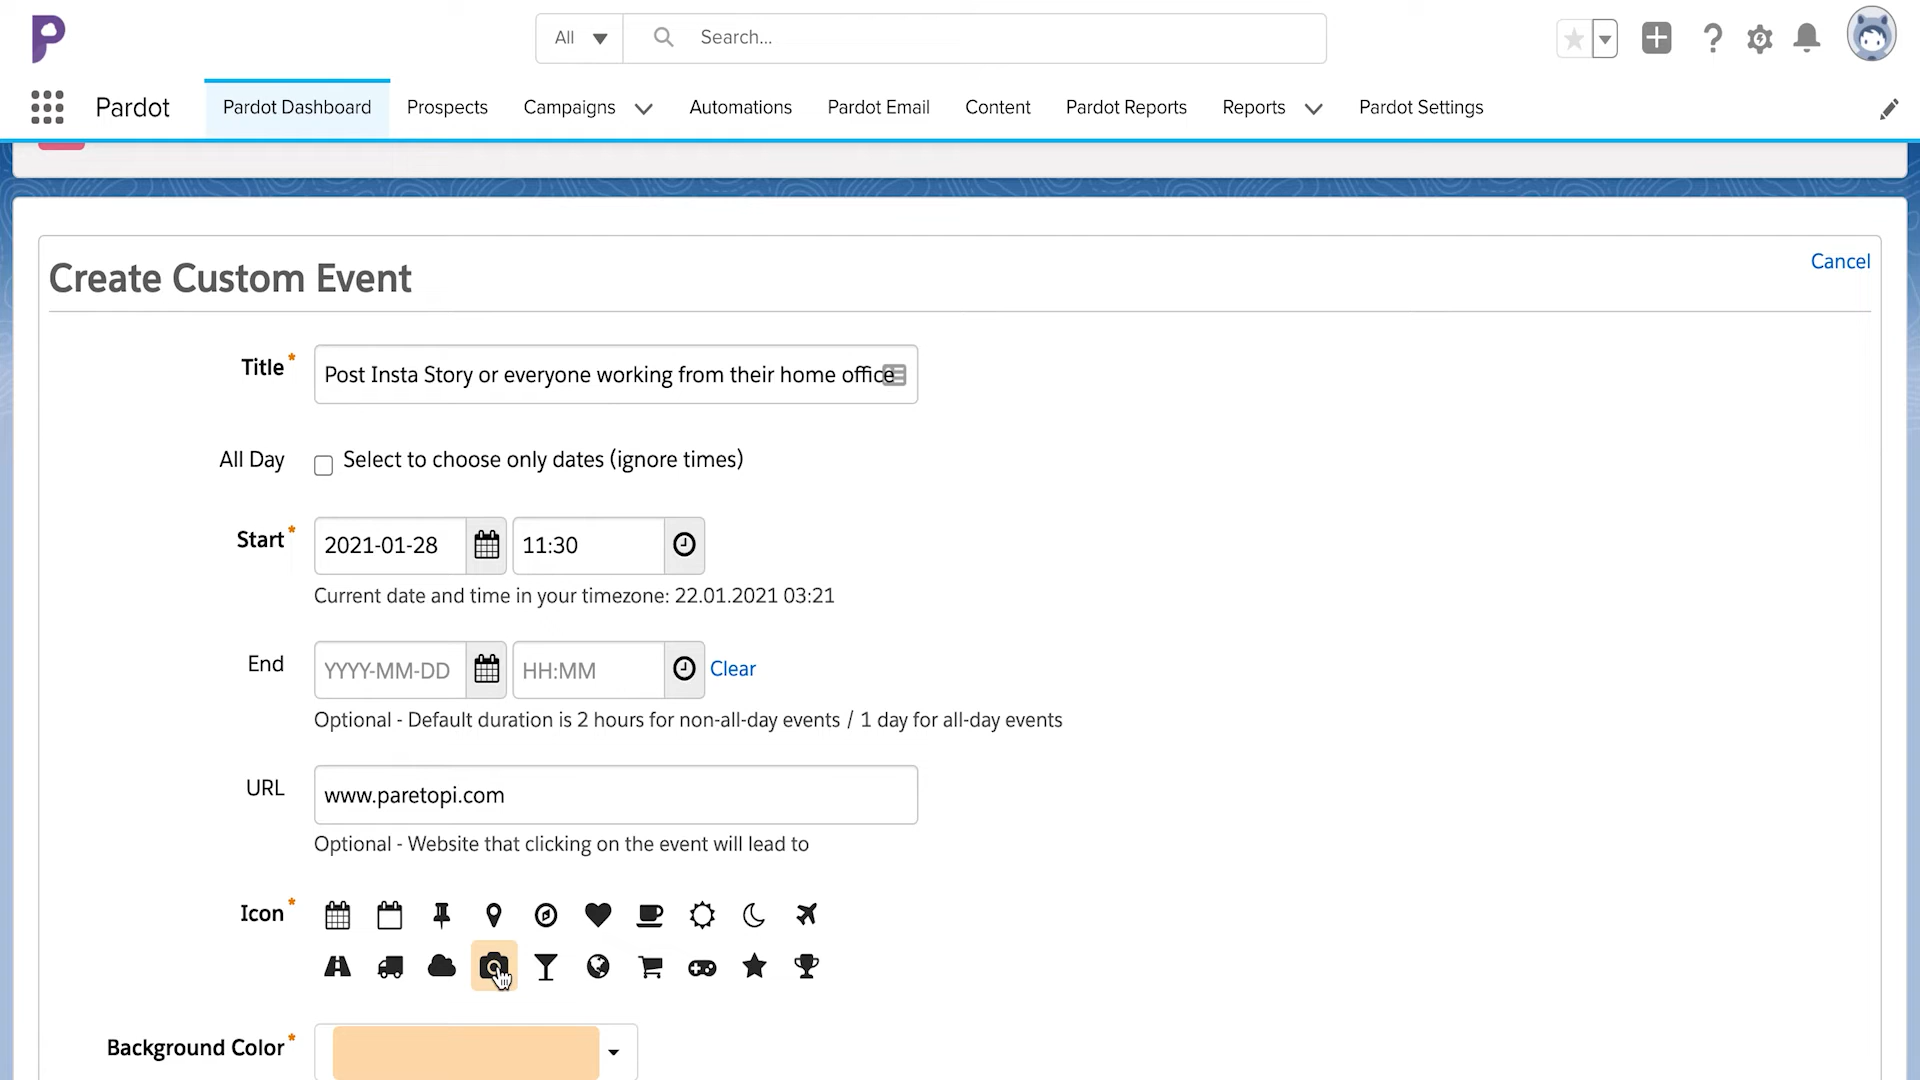 All
Search...
Pardot
Pardot Dashboard
Prospects
Campaigns
Automations
Pardot Email
Content
Pardot Reports
Reports
Pardot Settings
Create Custom Event
Cancel
Title*
Post Insta Story or everyone working from their home office
All Day
Select to choose only dates (ignore times)
Start*
2021-01-28
11:30
Current date and time in your timezone: 22.01.2021 03:21
End
YYYY-MM-DD
HH:MM
Clear
Optional - Default duration is 2 hours for non-all-day events / 1 day for all-day events
URL
www.paretopi.com
Optional - Website that clicking on the event will lead to
Icon*
Background Color*